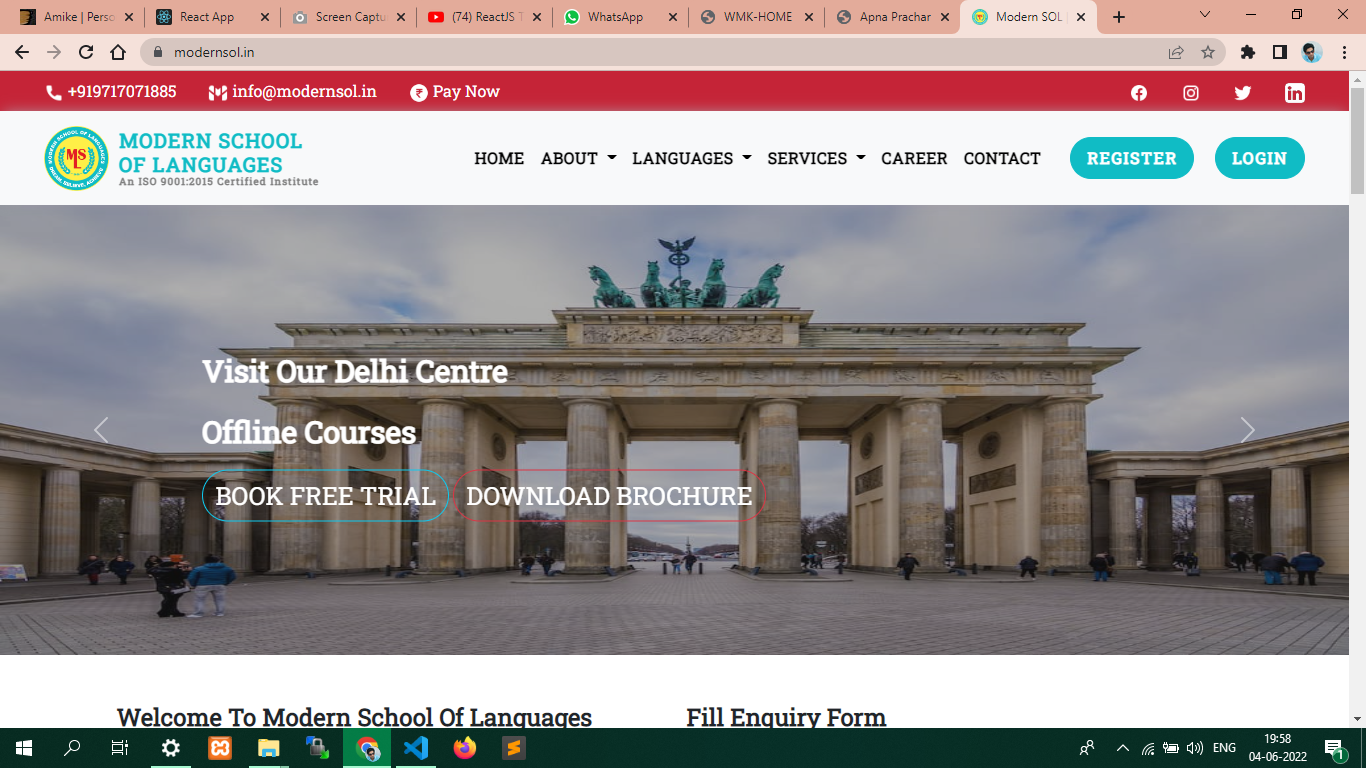 Amike | Perso
React App
Screen Captu
(74) ReactJS T
WhatsApp
WMK-HOME
Apna Prachar
Modern SOL |
modernsol.in
+919717071885
info@modernsol.in
Pay Now
MSL
MODERN SCHOOL
OF LANGUAGES
An ISO 9001:2015 Certified Institute
HOME
ABOUT
LANGUAGES
SERVICES
CAREER
CONTACT
REGISTER
LOGIN
Visit Our Delhi Centre
Offline Courses
BOOK FREE TRIAL
DOWNLOAD BROCHURE
Welcome To Modern School Of Languages
Fill Enquiry Form
ENG
19:58
04-06-2022
1